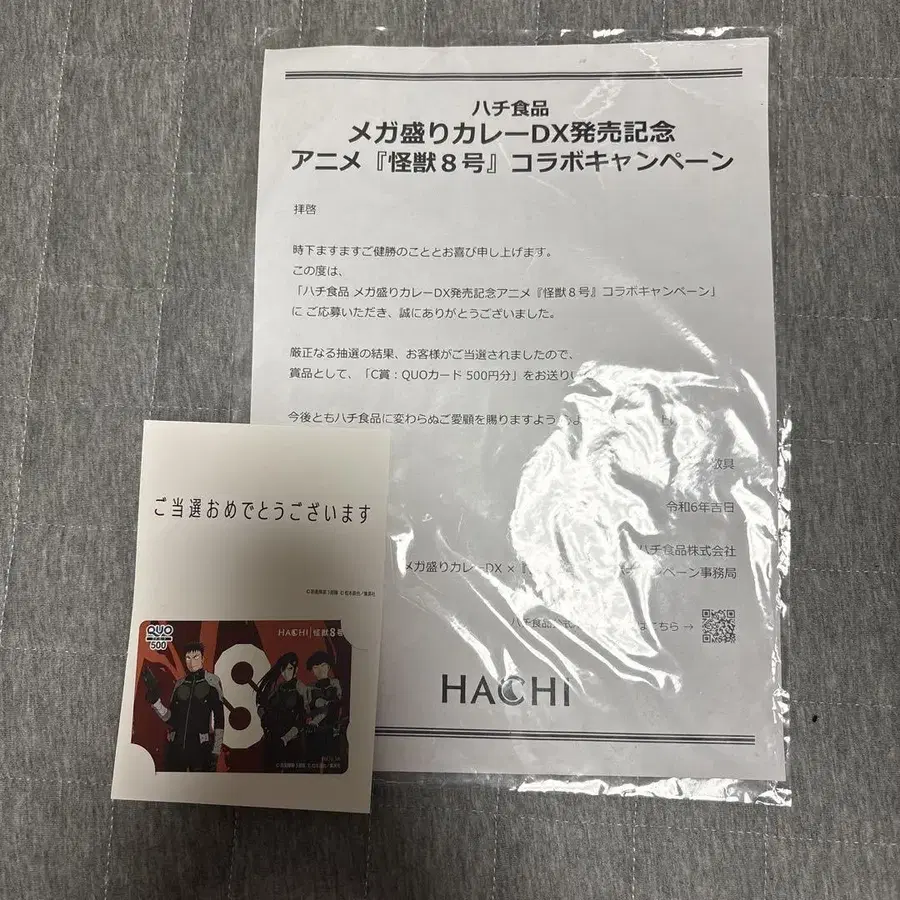 ハチ食品
メガ盛りカレーDX発売記念
アニメ『怪獣８号』コラボキャンペーン
拝啓
時下ますますご健勝のこととお喜び申し上げます。
この度は、
「ハチ食品 メガ盛りカレーDX発売記念アニメ『怪獣８号』コラボキャンペーン」
に ご応募いただき、誠にありがとうございました。
厳正なる抽選の結果、お客様がご当選されましたので、
賞品として、「C賞：QUOカード 500円分」をお送りい
今後ともハチ食品に変わらぬご愛顧を賜りますよう
敬具
令和6年吉日
ハチ食品株式会社
メガ盛りカレーDX ×
ンペーン事務局
ハチ食品公式
はこちら →
HACHi
ご当選おめでとうございます
QUO
500
HACHi 怪獣8号